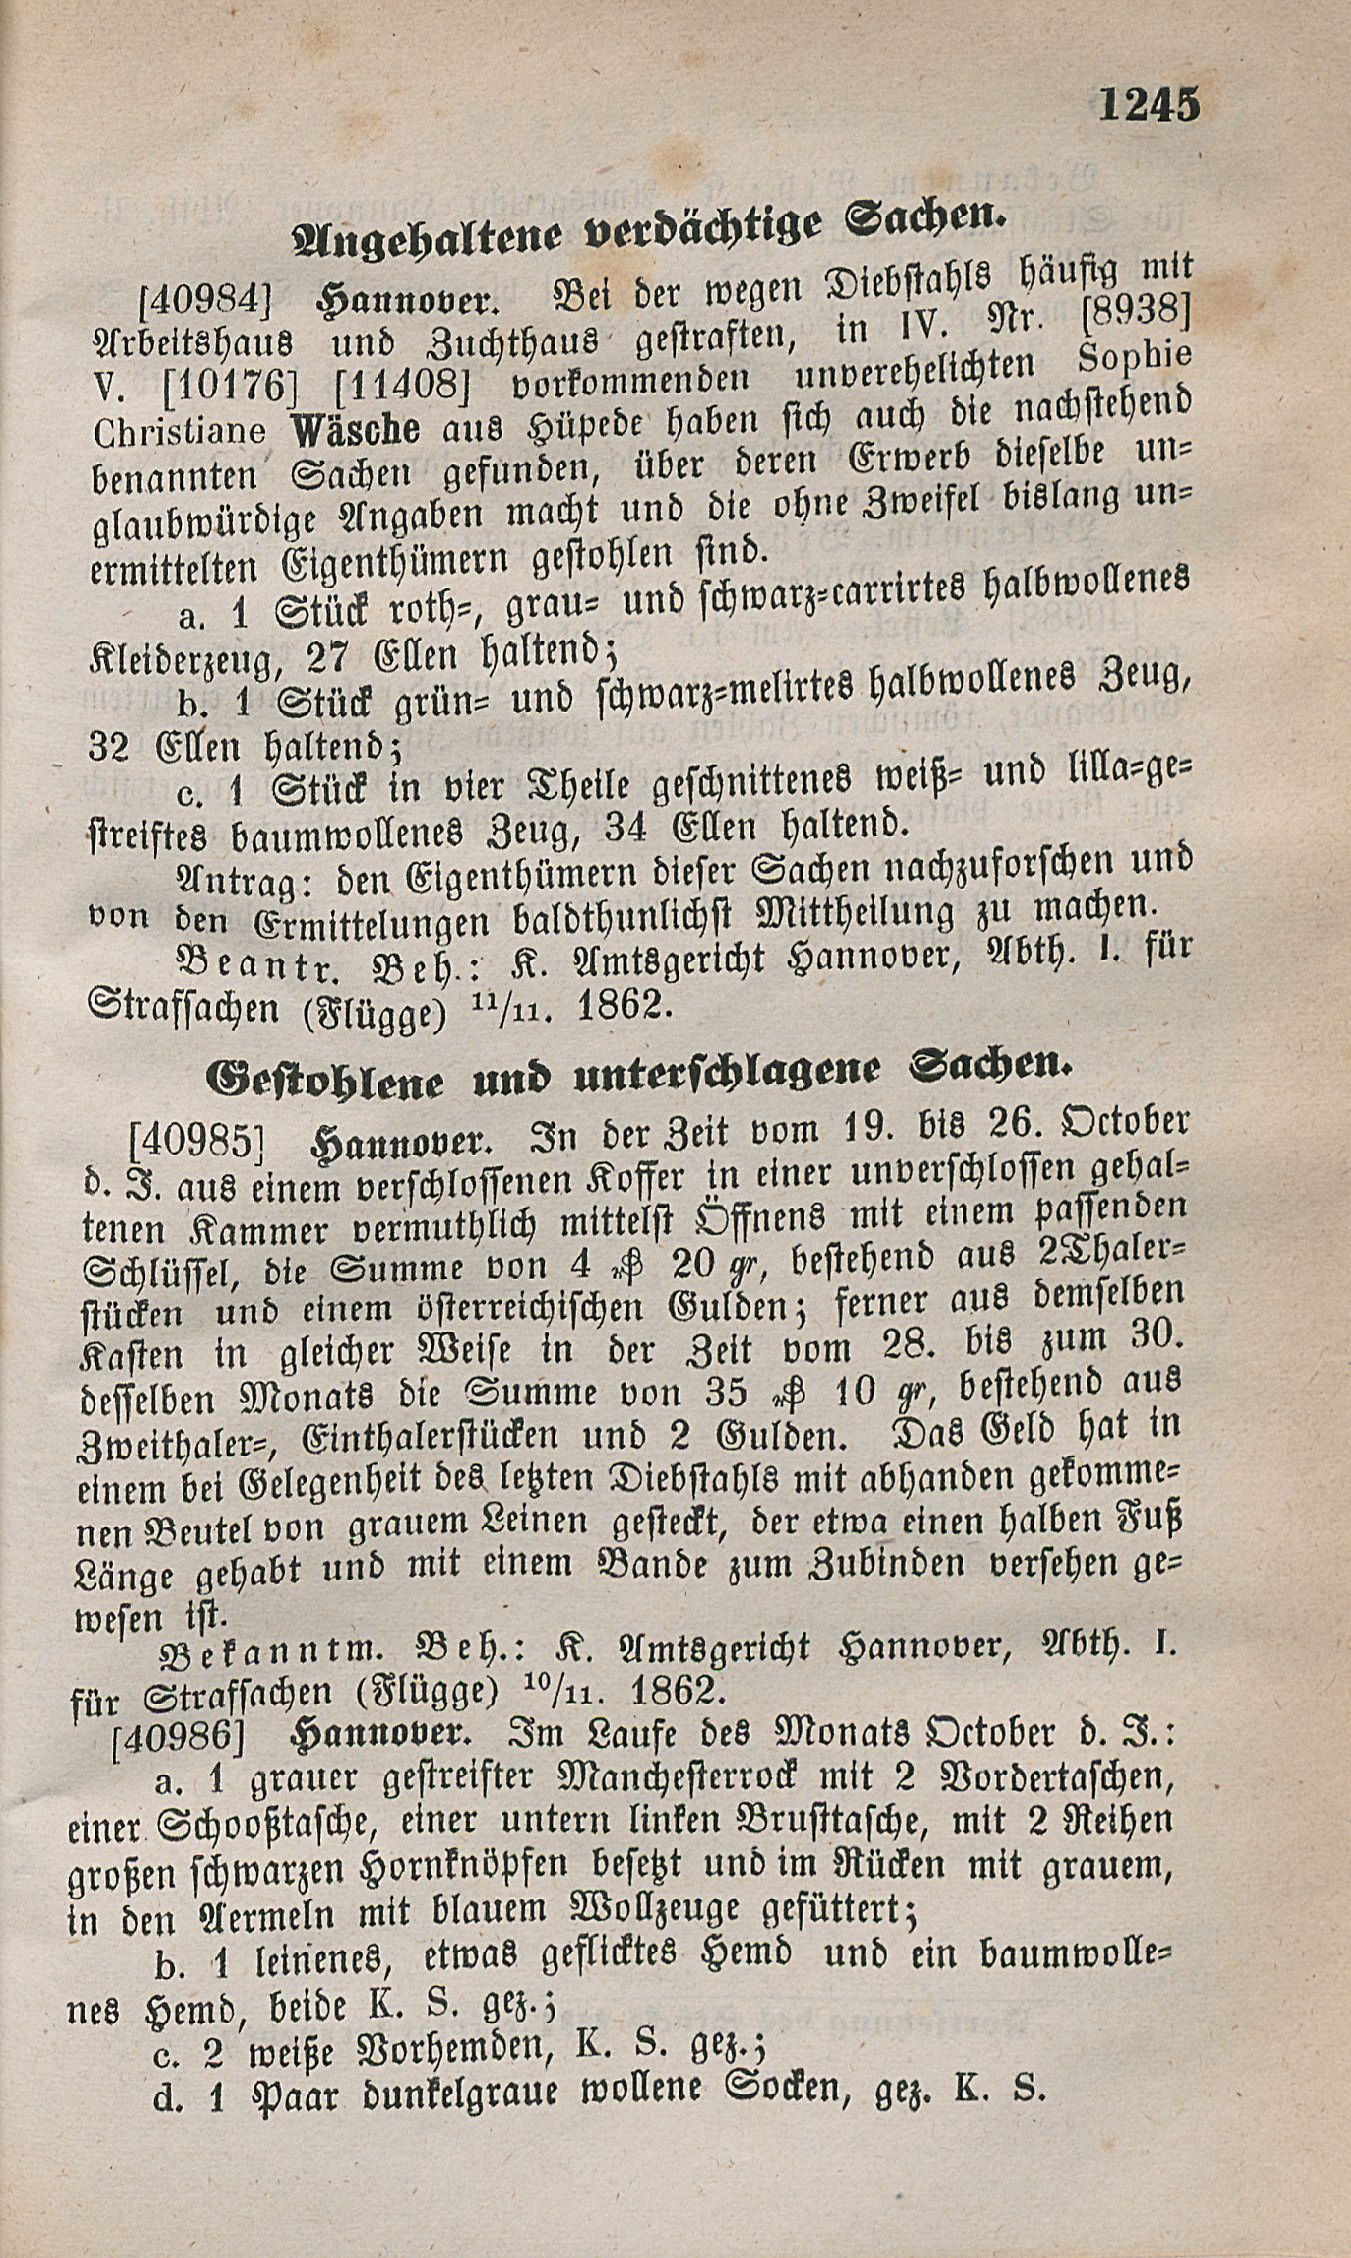 1245
Angehaltene verdächtige Sachen.
[40984] Hannover. Bei der wegen Diebstahls häufig mit
Arbeitshaus und Zuchthaus gestraften, in IV. Nr. [8938]
V. [10176] [11408] vorkommenden unverehelichten Sophie
Christiane Wäsche aus Hüpede haben sich auch die nachstehend
benannten Sachen gefunden, über deren Erwerb dieselbe un-
glaubwürdige Angaben macht und die ohne Zweifel bislang un-
ermittelten Eigenthümern gestohlen sind.
a. 1 Stück roth-, grau- und schwarz-carrirtes halbwollenes
Kleiderzeug, 27 Ellen haltend;
b. 1 Stück grün- und schwarz-melirtes halbwollenes Zeug,
32 Ellen haltend;
c. 1 Stück in vier Theile geschnittenes weiß- und lilla-ge-
streiftes baumwollenes Zeug, 34 Ellen haltend.
Antrag: den Eigenthümern dieser Sachen nachzuforschen und
von den Ermittelungen baldthunlichst Mittheilung zu machen.
Beantr. Beh.: K. Amtsgericht Hannover, Abth. I. für
Strafsachen (Flügge) 11/11. 1862.
Gestohlene und unterschlagene Sachen.
[40985] Hannover. In der Zeit vom 19. bis 26. October
d. J. aus einem verschlossenen Koffer in einer unverschlossen gehal-
tenen Kammer vermuthlich mittelst Öffnens mit einem passenden
Schlüssel, die Summe von 4 ₰ 20 gr, bestehend aus 2Thaler-
stücken und einem österreichischen Gulden; ferner aus demselben
Kasten in gleicher Weise in der Zeit vom 28. bis zum 30.
desselben Monats die Summe von 35 ₰ 10 gr, bestehend aus
Zweithaler-, Einthalerstücken und 2 Gulden. Das Geld hat in
einem bei Gelegenheit des letzten Diebstahls mit abhanden gekomme-
nen Beutel von grauem Leinen gesteckt, der etwa einen halben Fuß
Länge gehabt und mit einem Bande zum Zubinden versehen ge-
wesen ist.
Bekanntm. Beh.: K. Amtsgericht Hannover, Abth. I.
für Strafsachen (Flügge) 10/11. 1862.
[40986] Hannover. Im Laufe des Monats October d. J.:
a. 1 grauer gestreifter Manchesterrock mit 2 Vordertaschen,
einer Schooßtasche, einer untern linken Brusttasche, mit 2 Reihen
großen schwarzen Hornknöpfen besetzt und im Rücken mit grauem,
in den Aermeln mit blauem Wollzeuge gefüttert;
b. 1 leinenes, etwas geflicktes Hemd und ein baumwolle-
nes Hemd, beide K. S. gez.;
c. 2 weiße Vorhemden, K. S. gez.;
d. 1 Paar dunkelgraue wollene Socken, gez. K. S.